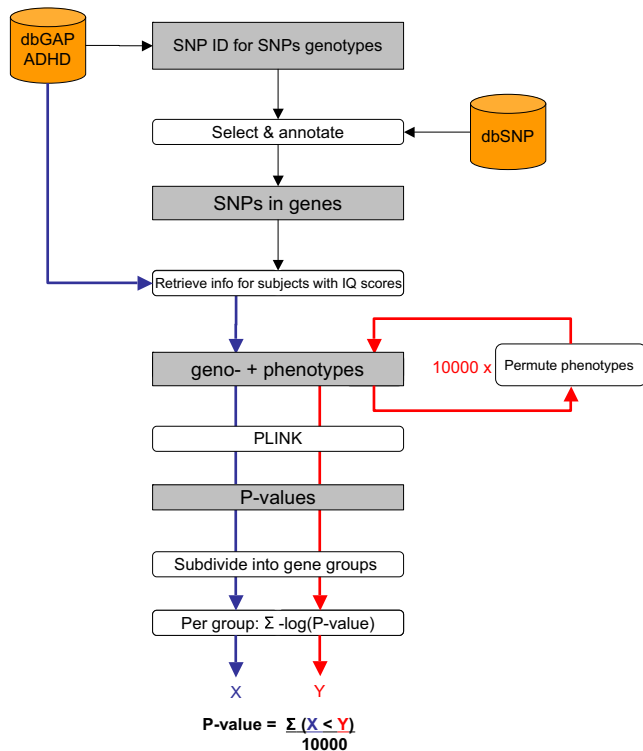 dbGAP
ADHD
SNP ID for SNPs genotypes
Select & annotate
dbSNP
SNPs in genes
Retrieve info for subjects with IQ scores
geno- + phenotypes
10000 x
Permute phenotypes
PLINK
P-values
Subdivide into gene groups
Per group: Σ -log(P-value)
X
Y
P-value = Σ (X < Y)
10000